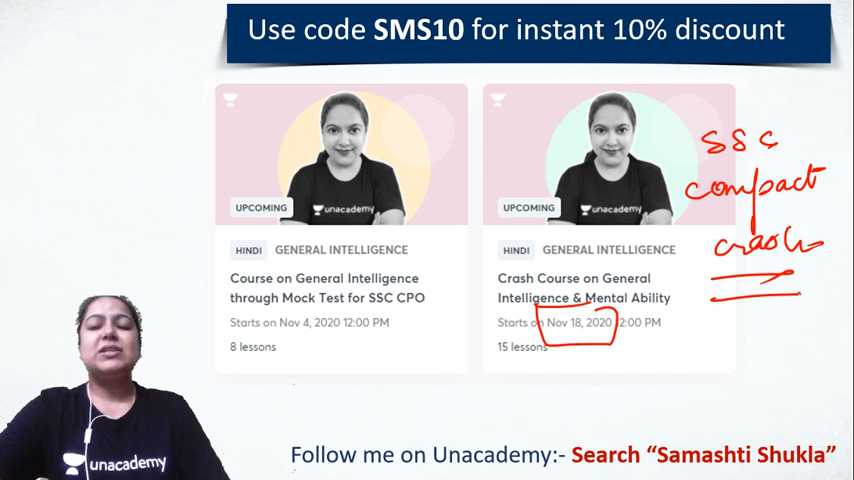 Use code SMS10 for instant 10% discount
unacademy
UPCOMING
HINDI GENERAL INTELLIGENCE
Course on General Intelligence
through Mock Test for SSC CPO
Starts on Nov 4, 2020 12:00 PM
8 lessons
unacademy
UPCOMING
HINDI GENERAL INTELLIGENCE
Crash Course on General
Intelligence & Mental Ability
Starts on Nov 18, 2020 2:00 PM
15 lessons
SSC
compact
crash
unacademy
Follow me on Unacademy:- Search “Samashti Shukla”